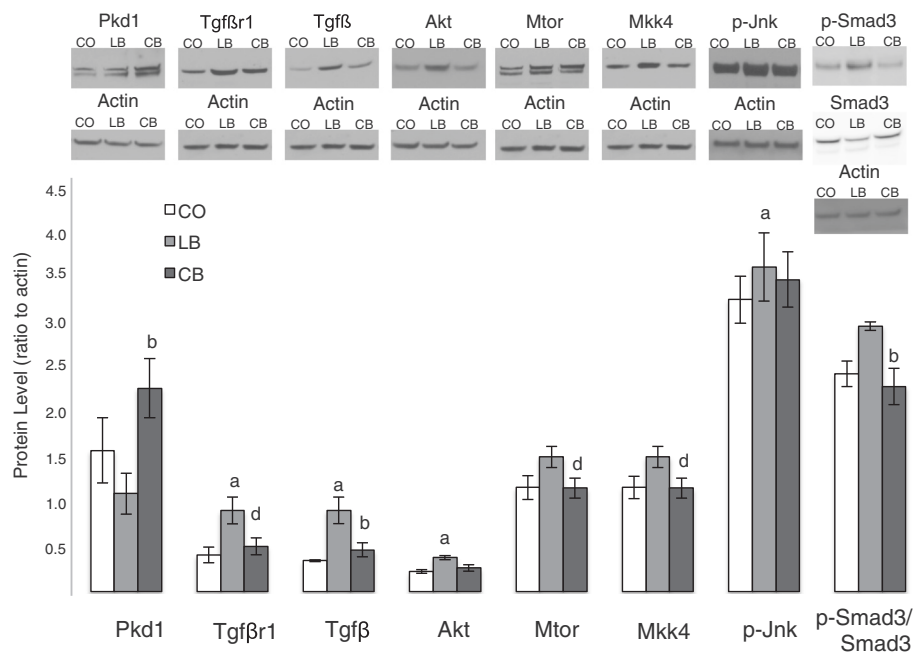 Pkd1 Tgfßr1 Tgfß Akt Mtor Mkk4 p-Jnk p-Smad3
CO LB CB CO LB CB CO LB CB CO LB CB CO LB CB CO LB CB CO LB CB CO LB CB
Actin Actin Actin Actin Actin Actin Actin Smad3
CO LB CB CO LB CB CO LB CB CO LB CB CO LB CB CO LB CB CO LB CB CO LB CB
Actin
CO LB CB
Protein Level (ratio to actin)
4.5
4.0
3.5
3.0
2.5
2.0
1.5
1.0
0.5
CO
LB
CB
b
a d
a b
a
d
d
a
b
Pkd1 Tgfβr1 Tgfβ Akt Mtor Mkk4 p-Jnk p-Smad3/
Smad3